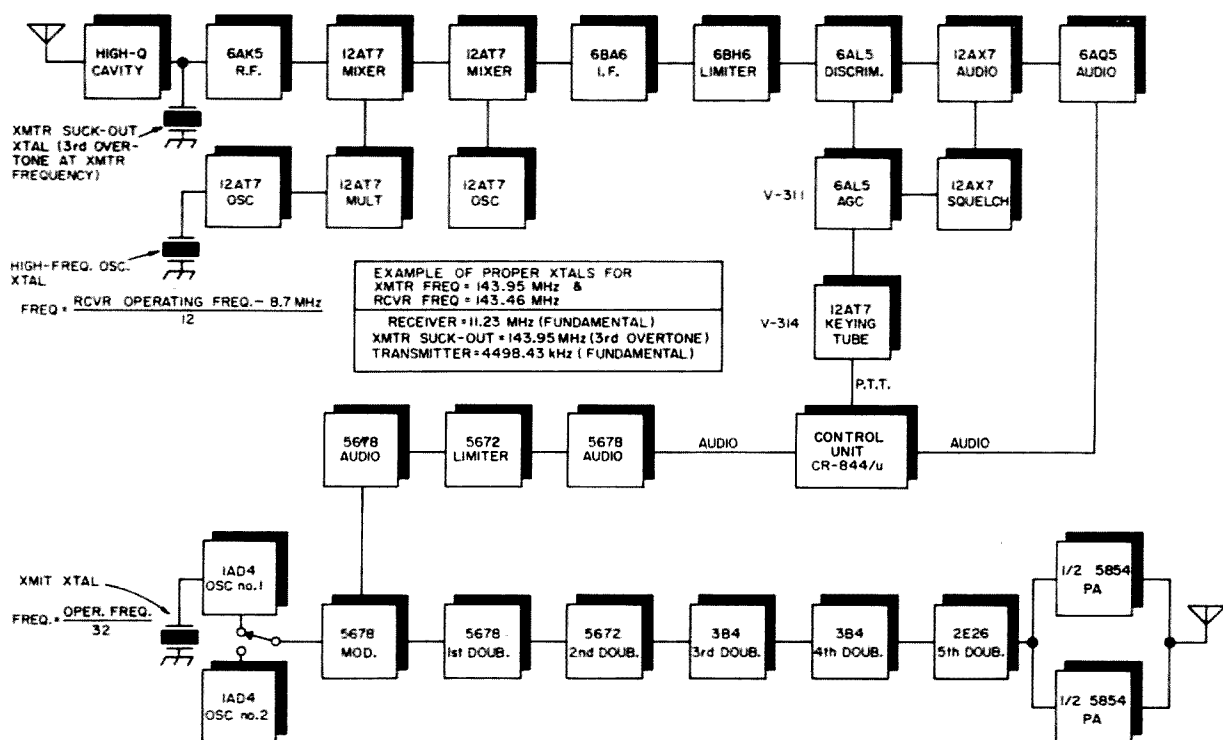 HIGH-Q
CAVITY
6AK5
R.F.
12AT7
MIXER
12AT7
MIXER
6BA6
I.F.
6BH6
LIMITER
6AL5
DISCRIM.
12AX7
AUDIO
6AQ5
AUDIO
XMTR SUCK-OUT
XTAL (3rd OVER-
TONE AT XMTR
FREQUENCY)
12AT7
OSC
12AT7
MULT
12AT7
OSC
V-311
6AL5
AGC
12AX7
SQUELCH
HIGH-FREQ. OSC.
XTAL
FREQ = RCVR OPERATING FREQ. - 8.7 MHz
12
EXAMPLE OF PROPER XTALS FOR
XMTR FREQ = 143.95 MHz &
RCVR FREQ = 143.46 MHz
RECEIVER = 11.23 MHz (FUNDAMENTAL)
XMTR SUCK-OUT = 143.95 MHz (3rd OVERTONE)
TRANSMITTER = 4498.43 kHz (FUNDAMENTAL)
V-314
12AT7
KEYING
TUBE
P.T.T.
5678
AUDIO
5672
LIMITER
5678
AUDIO
AUDIO
CONTROL
UNIT
CR-844/u
AUDIO
XMIT XTAL
FREQ. = OPER. FREQ.
32
1AD4
OSC no.1
1AD4
OSC no.2
5678
MOD.
5678
1st DOUB.
5672
2nd DOUB.
3B4
3rd DOUB.
3B4
4th DOUB.
2E26
5th DOUB.
1/2 5854
PA
1/2 5854
PA